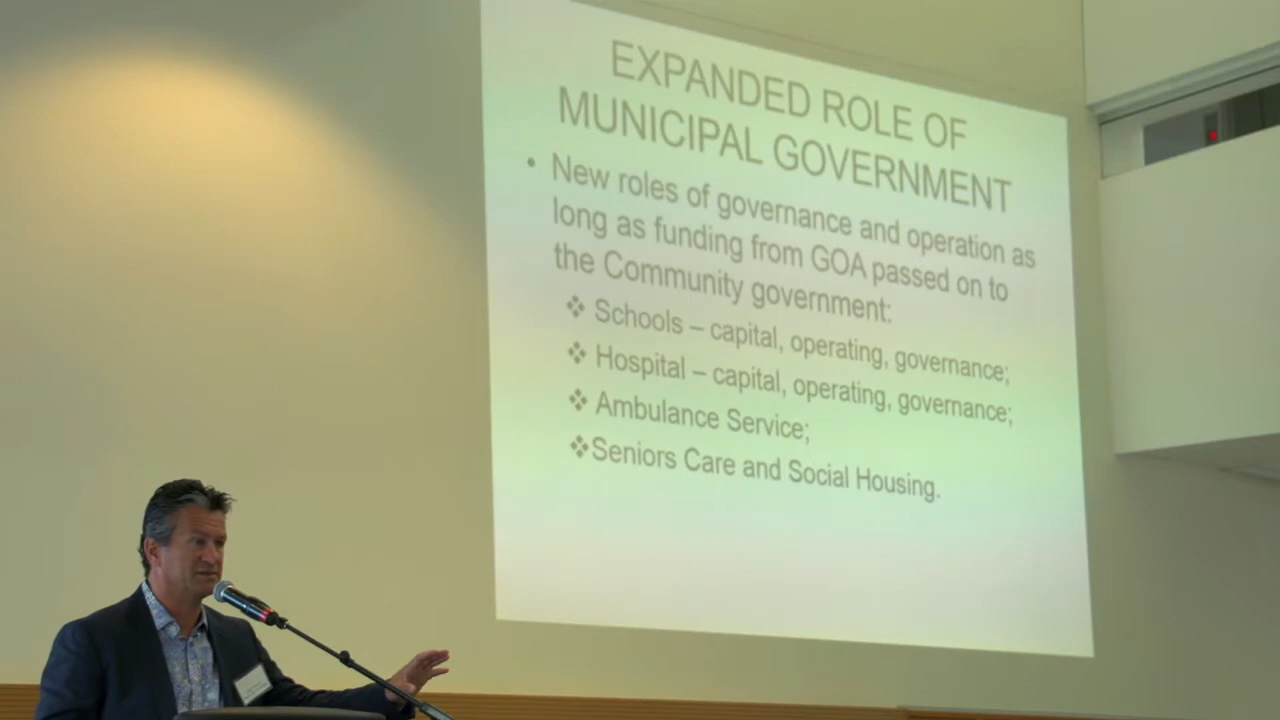 EXPANDED ROLE OF
MUNICIPAL GOVERNMENT
• New roles of governance and operation as
long as funding from GOA passed on to
the Community government:
❖ Schools – capital, operating, governance;
❖ Hospital – capital, operating, governance;
❖ Ambulance Service;
❖Seniors Care and Social Housing.